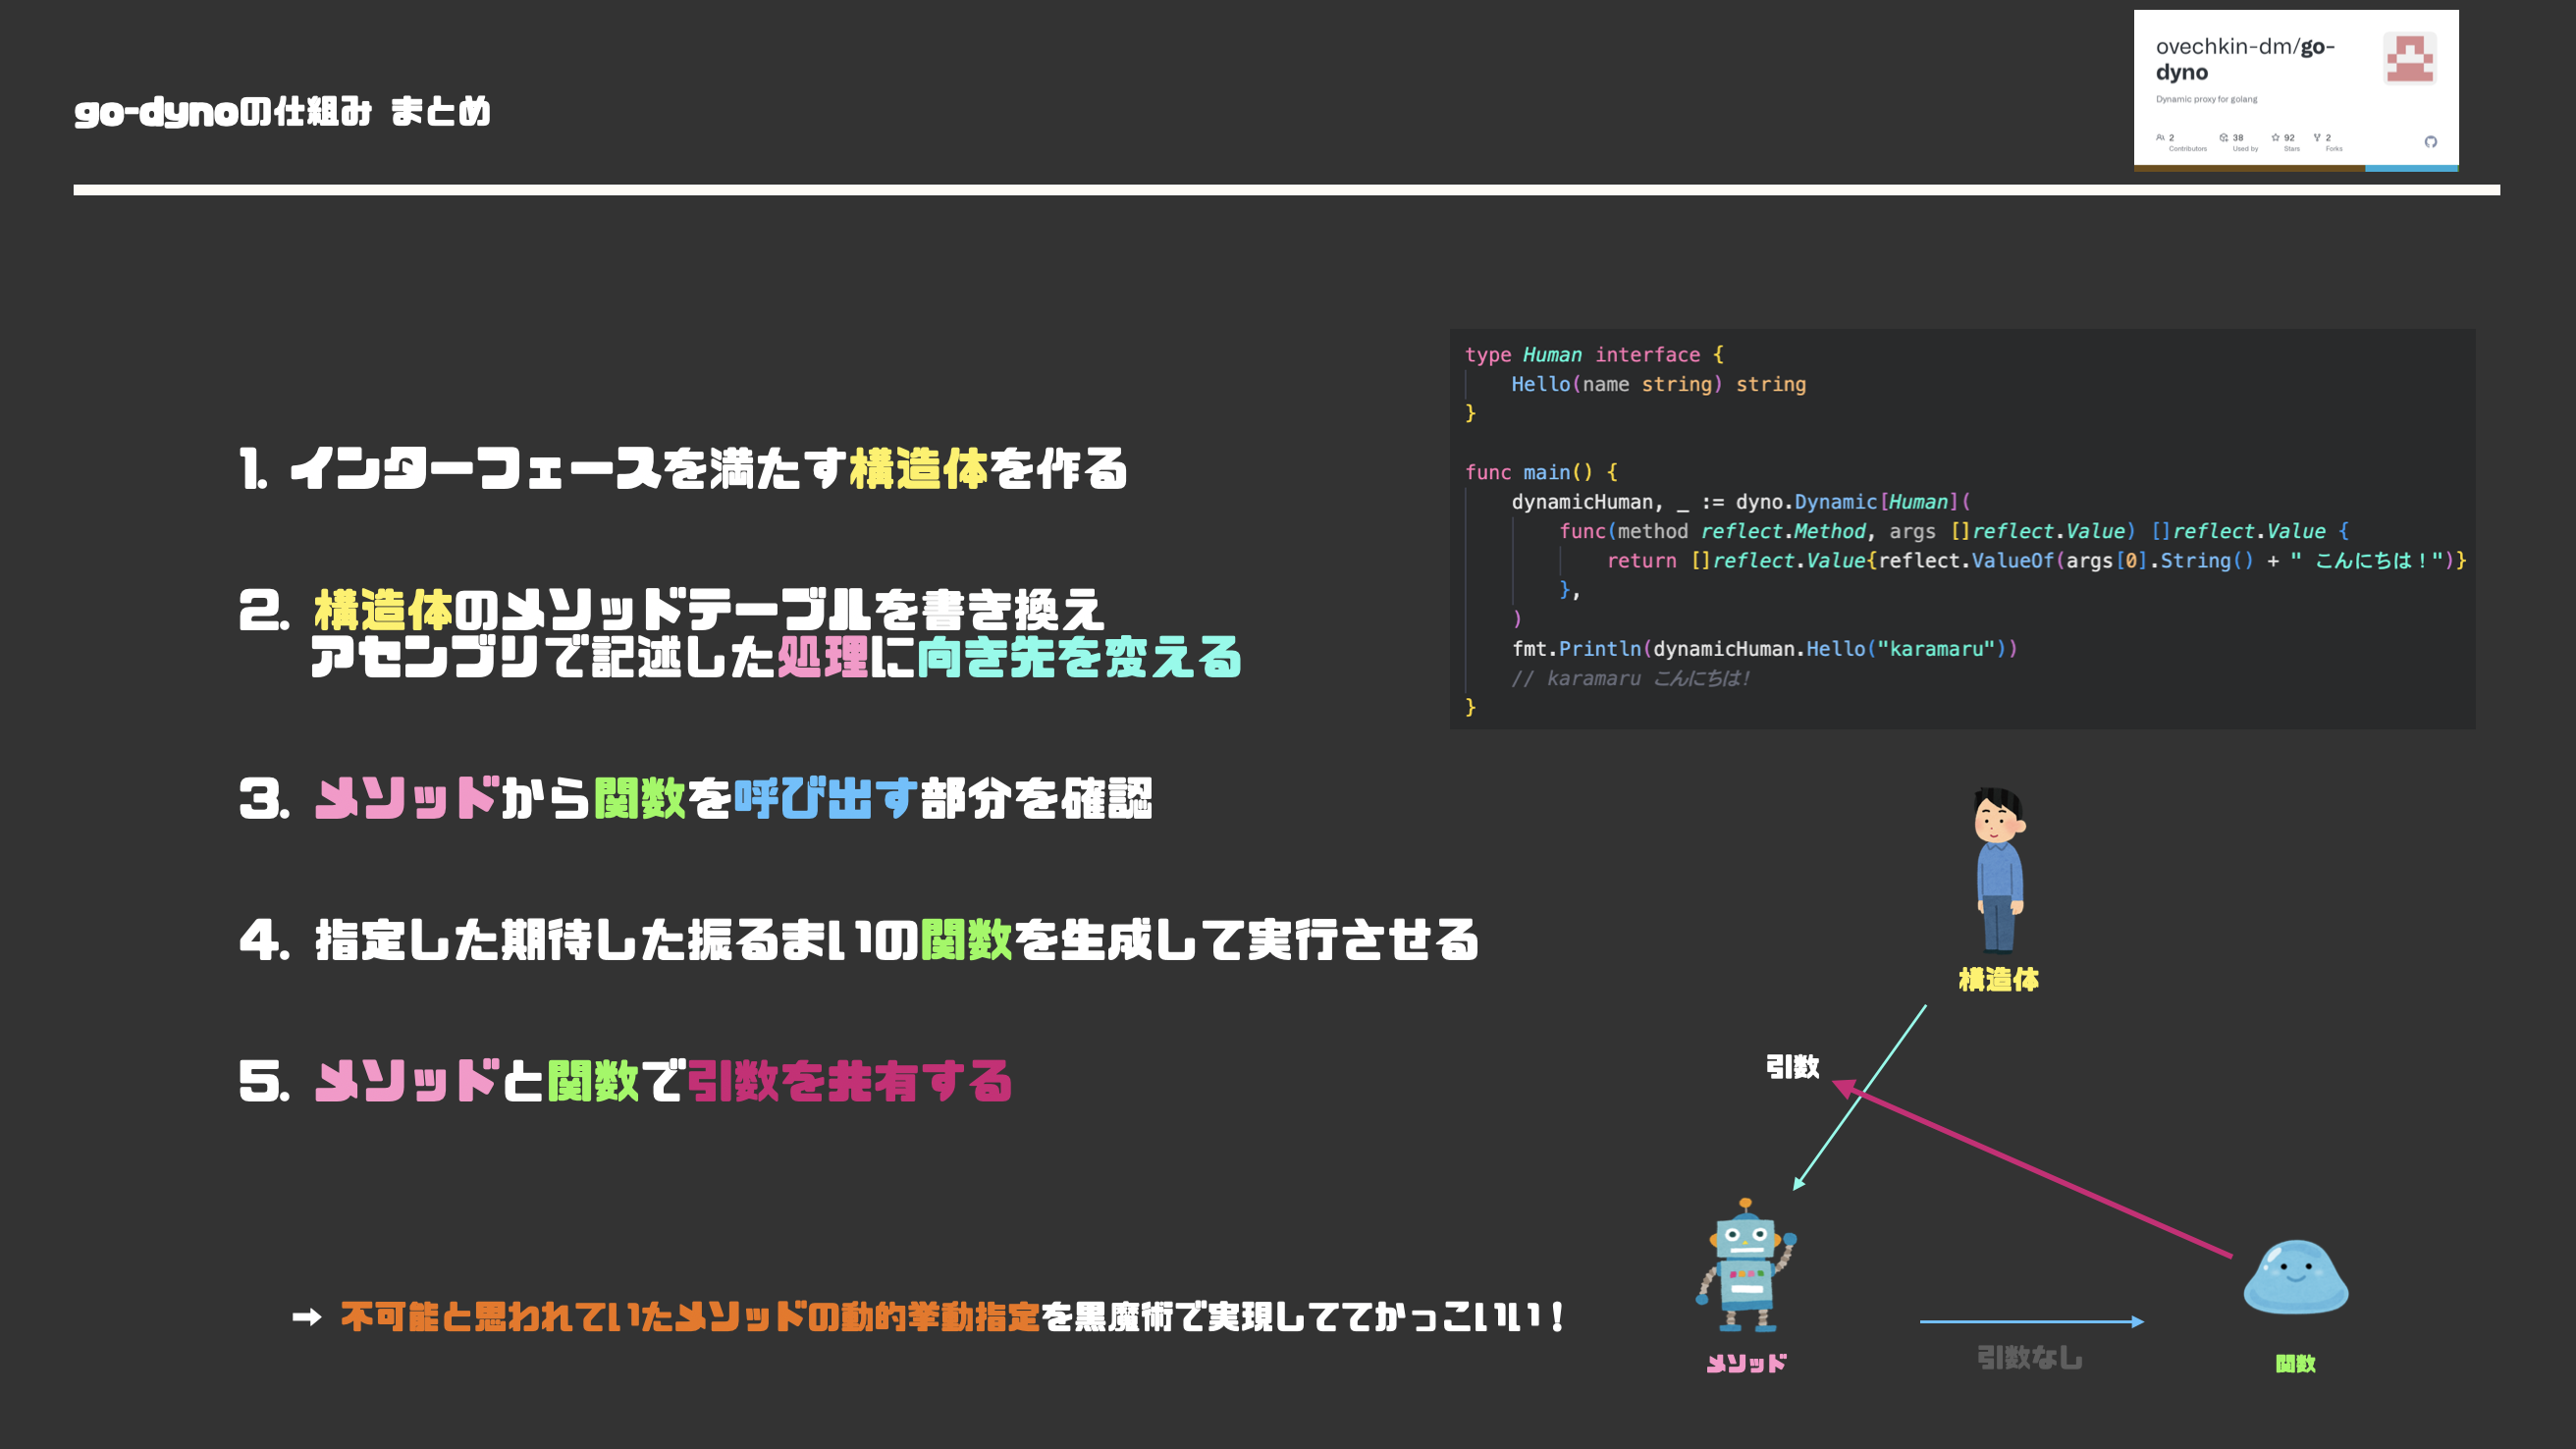 go-dynoの仕組み まとめ
ovechkin-dm/go-
dyno
Dynamic proxy for golang
2
Contributors
38
Used by
92
Stars
2
Forks
1. インターフェースを満たす構造体を作る
2. 構造体のメソッドテーブルを書き換え
アセンブリで記述した処理に向き先を変える
3. メソッドから関数を呼び出す部分を確認
4. 指定した期待した振るまいの関数を生成して実行させる
5. メソッドと関数で引数を共有する
➡ 不可能と思われていたメソッドの動的挙動指定を黒魔術で実現しててかっこいい！
type Human interface {
    Hello(name string) string
}
func main() {
    dynamicHuman, _ := dyno.Dynamic[Human](
        func(method reflect.Method, args []reflect.Value) []reflect.Value {
            return []reflect.Value{reflect.ValueOf(args[0].String() + " こんにちは！")}
        },
    )
    fmt.Println(dynamicHuman.Hello("karamaru"))
    // karamaru こんにちは！
}
構造体
引数
メソッド
引数なし
関数